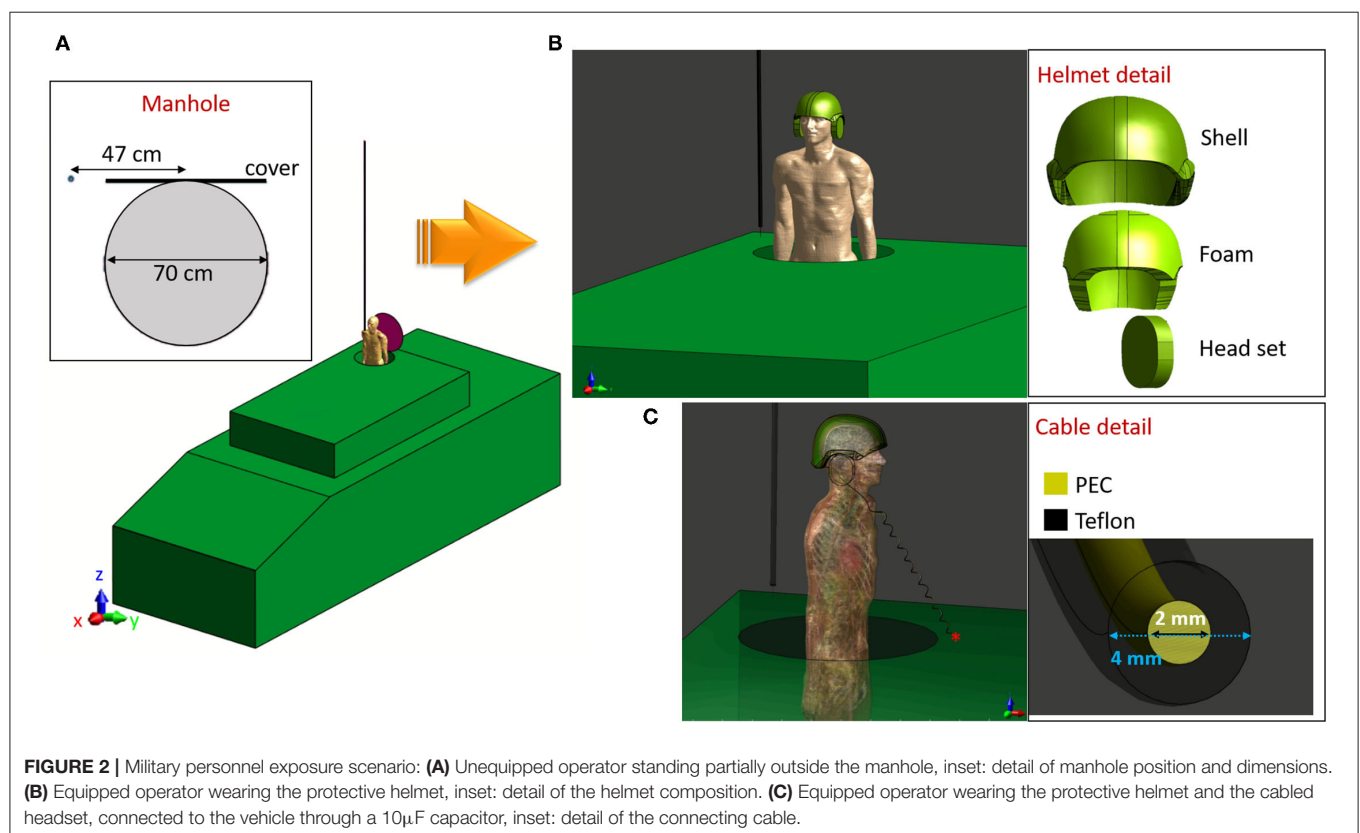 A
Manhole
47 cm
cover
70 cm
z
x
y
B
Helmet detail
Shell
Foam
Head set
C
*
Cable detail
PEC
Teflon
2 mm
4 mm
FIGURE 2 | Military personnel exposure scenario: (A) Unequipped operator standing partially outside the manhole, inset: detail of manhole position and dimensions.
(B) Equipped operator wearing the protective helmet, inset: detail of the helmet composition. (C) Equipped operator wearing the protective helmet and the cabled
headset, connected to the vehicle through a 10μF capacitor, inset: detail of the connecting cable.